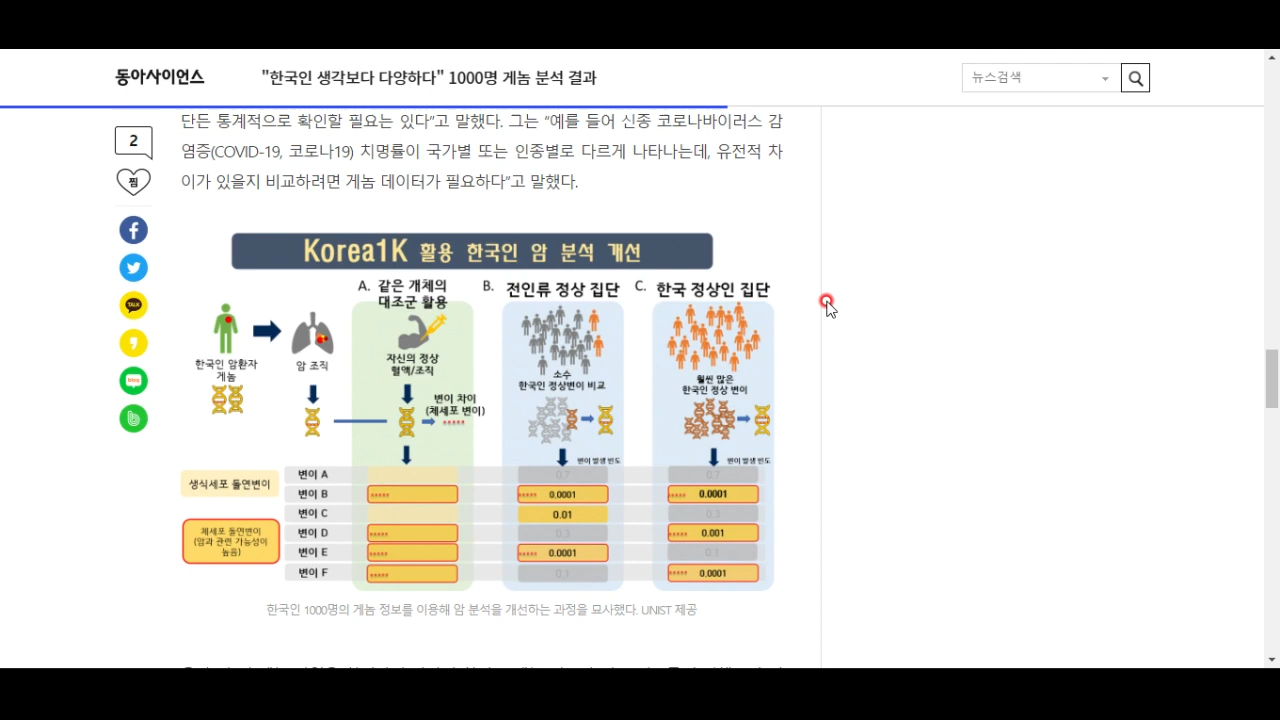 동아사이언스
"한국인 생각보다 다양하다" 1000명 게놈 분석 결과
뉴스검색
2
찜
단든 통계적으로 확인할 필요는 있다”고 말했다. 그는 “예를 들어 신종 코로나바이러스 감
염증(COVID-19, 코로나19) 치명률이 국가별 또는 인종별로 다르게 나타나는데, 유전적 차
이가 있을지 비교하려면 게놈 데이터가 필요하다”고 말했다.
TALK
blog
Korea1K 활용 한국인 암 분석 개선
A. 같은 개체의
대조군 활용
B. 전인류 정상 집단
C. 한국 정상인 집단
한국인 암환자
게놈
암 조직
자신의 정상
혈액/조직
변이 차이
(체세포 변이)
소수
한국인 정상변이 비교
훨씬 많은
한국인 정상 변이
변이 발생 빈도
변이 발생 빈도
생식세포 돌연변이
체세포 돌연변이
(암과 관련 가능성이
높음)
변이 A 0.7 0.7
변이 B 0.0001 0.0001
변이 C 0.01 0.3
변이 D 0.3 0.001
변이 E 0.0001 0.1
변이 F 0.1 0.0001
한국인 1000명의 게놈 정보를 이용해 암 분석을 개선하는 과정을 묘사했다. UNIST 제공